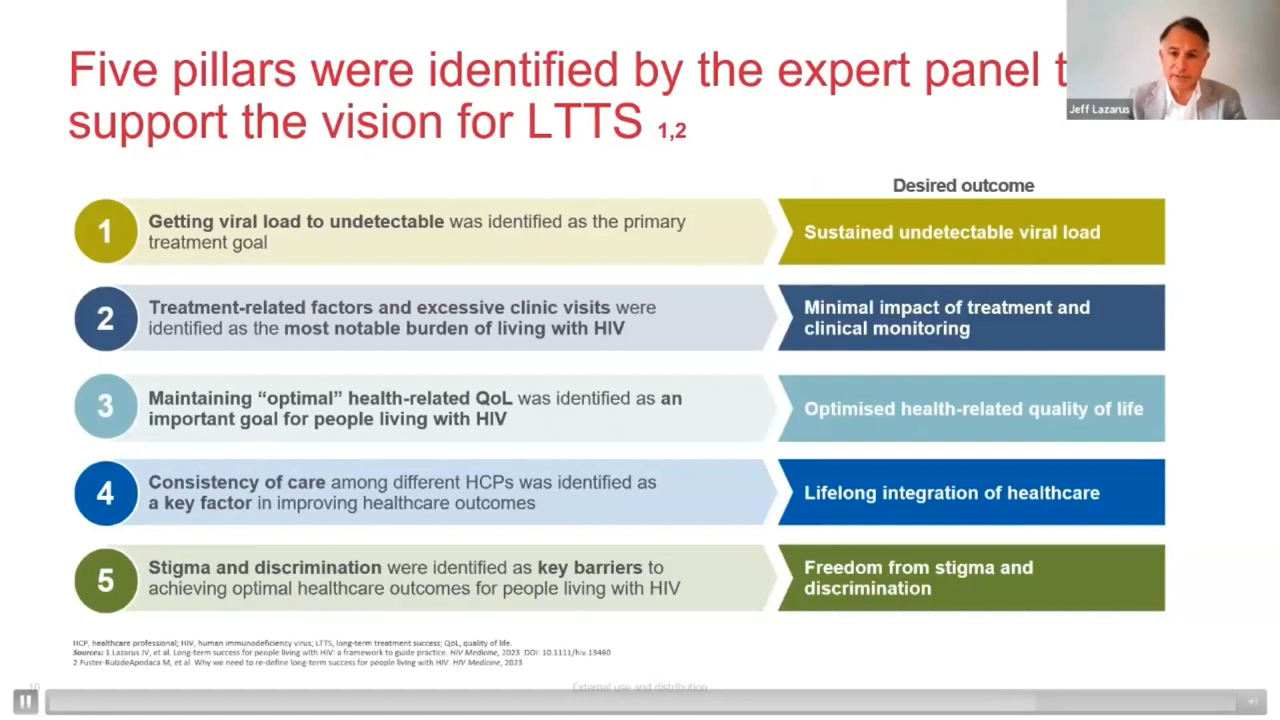 Five pillars were identified by the expert panel t
support the vision for LTTS 1,2
Jeff Lazarus
Desired outcome
1
Getting viral load to undetectable was identified as the primary
treatment goal
Sustained undetectable viral load
2
Treatment-related factors and excessive clinic visits were
identified as the most notable burden of living with HIV
Minimal impact of treatment and
clinical monitoring
3
Maintaining “optimal” health-related QoL was identified as an
important goal for people living with HIV
Optimised health-related quality of life
4
Consistency of care among different HCPs was identified as
a key factor in improving healthcare outcomes
Lifelong integration of healthcare
5
Stigma and discrimination were identified as key barriers to
achieving optimal healthcare outcomes for people living with HIV
Freedom from stigma and
discrimination
HCP, healthcare professional; HIV, human immunodeficiency virus; LTTS, long-term treatment success; QoL, quality of life.
Sources: 1.Lazarus JV, et al. Long-term success for people living with HIV: a framework to guide practice. HIV Medicine, 2023 DOI: 10.1111/hiv.13460
2.Fuster-RuizdeApodaca M, et al. Why we need to re-define long-term success for people living with HIV. HIV Medicine, 2023
10
External use and distribution